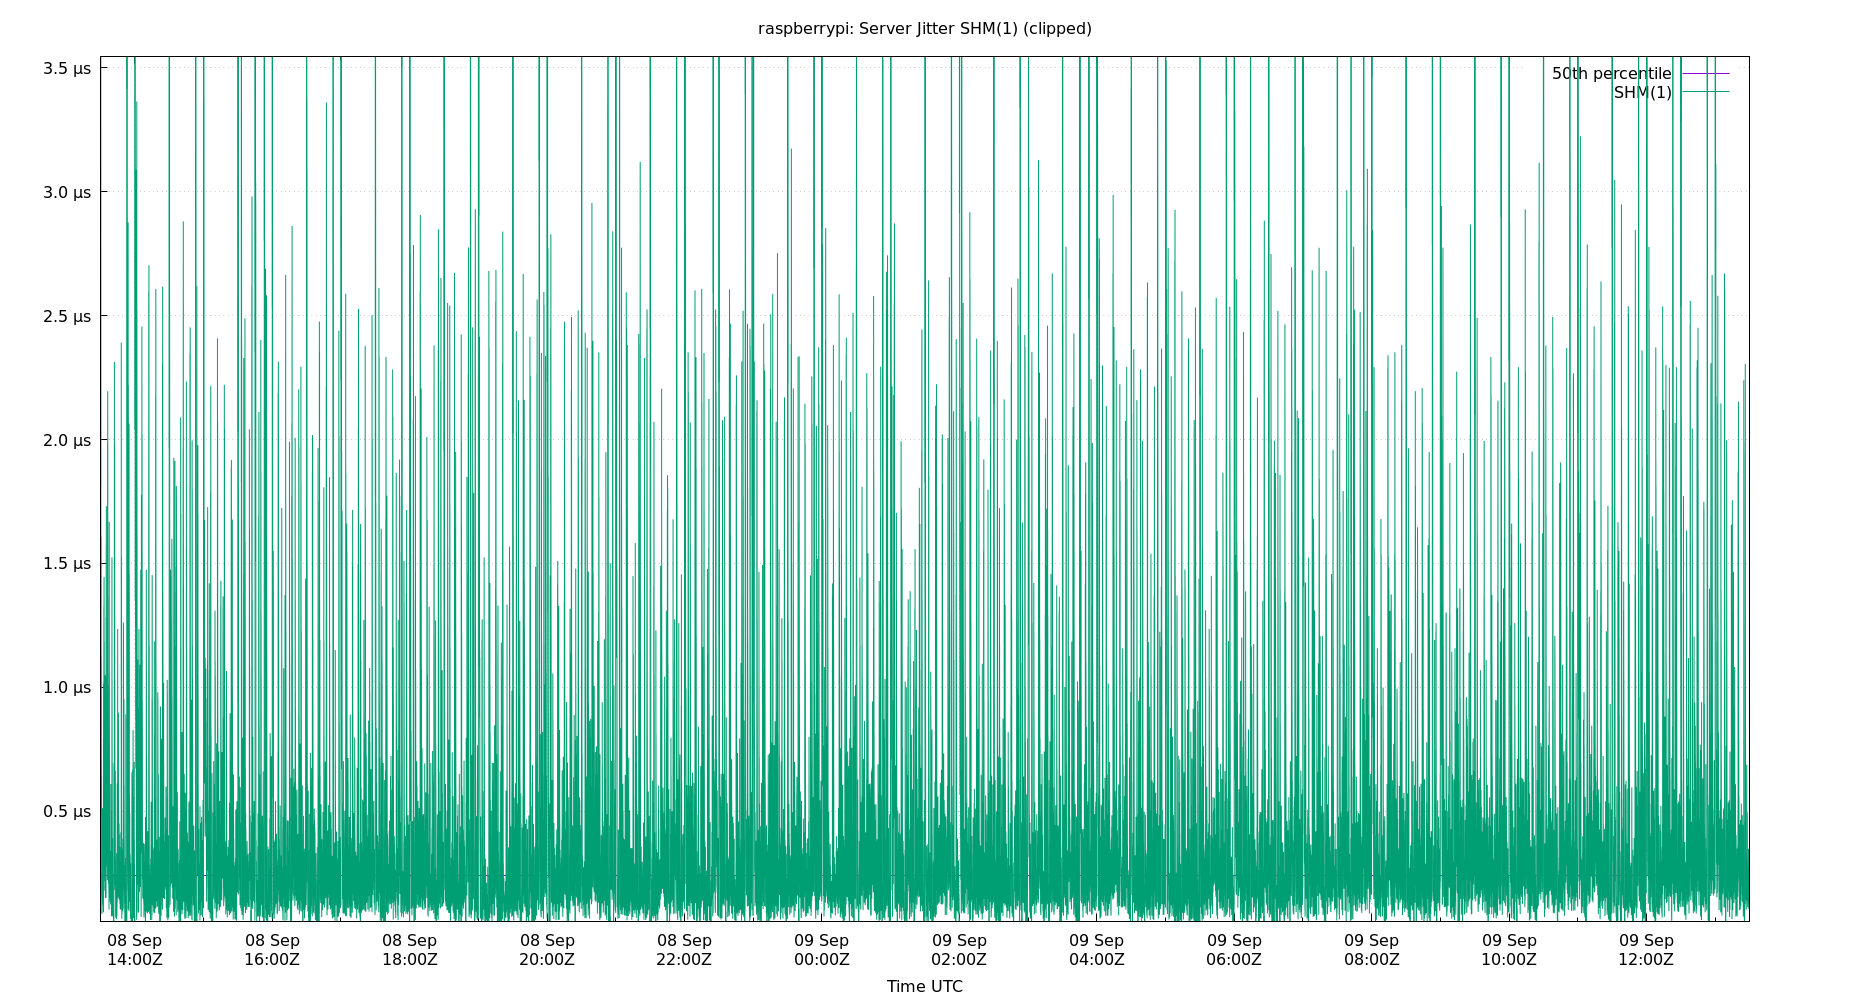 raspberrypi: Server Jitter SHM(1) (clipped)
3.5 µs
3.0 µs
2.5 µs
2.0 µs
1.5 µs
1.0 µs
0.5 µs
50th percentile
SHM(1)
08 Sep 08 Sep 08 Sep 08 Sep 08 Sep 09 Sep 09 Sep 09 Sep 09 Sep 09 Sep 09 Sep 09 Sep
14:00Z 16:00Z 18:00Z 20:00Z 22:00Z 00:00Z 02:00Z 04:00Z 06:00Z 08:00Z 10:00Z 12:00Z
Time UTC